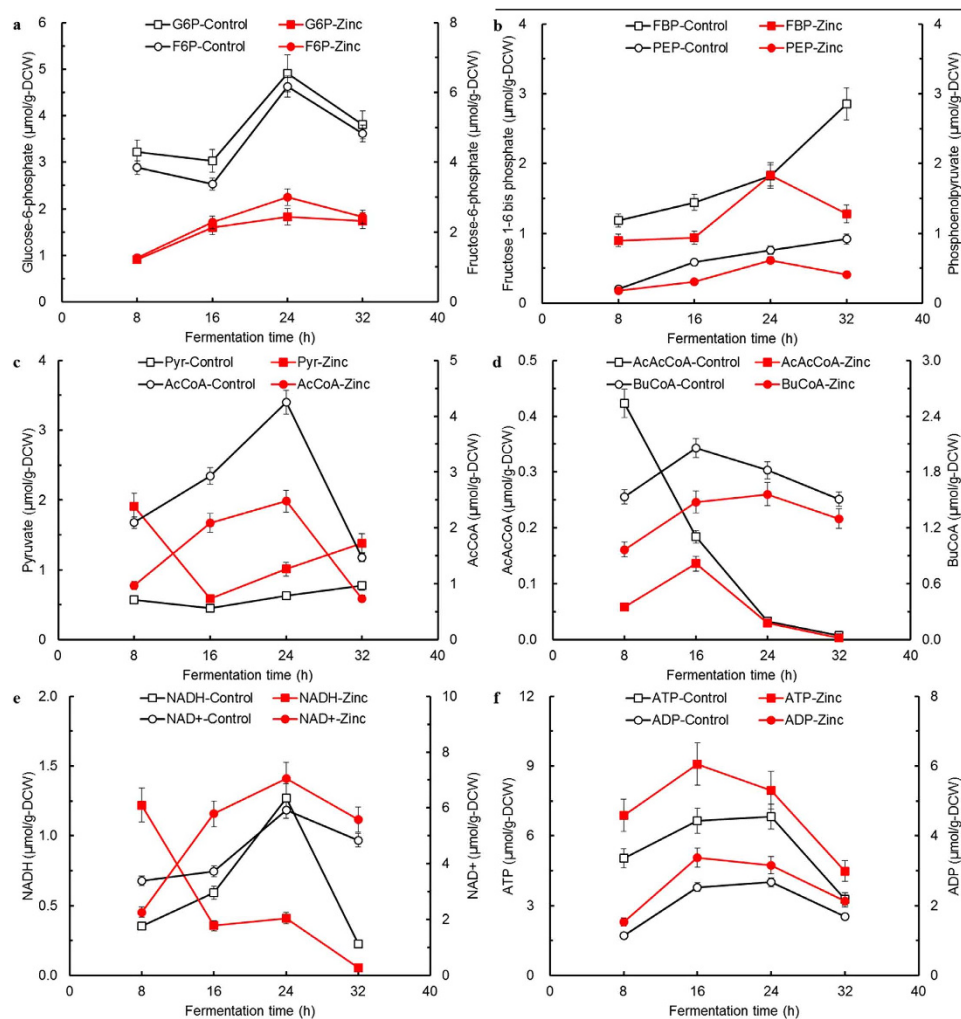 a
G6P-Control G6P-Zinc
F6P-Control F6P-Zinc
Glucose-6-phosphate (μmol/g-DCW)
6
5
4
3
2
1
0
8
6
4
2
0
Fructose-6-phosphate (μmol/g-DCW)
0 8 16 24 32 40
Fermentation time (h)
b
FBP-Control FBP-Zinc
PEP-Control PEP-Zinc
Fructose 1-6 bis phosphate (μmol/g-DCW)
4
3
2
1
0
4
3
2
1
0
Phosphoenolpyruvate (μmol/g-DCW)
0 8 16 24 32 40
Fermentation time (h)
c
Pyr-Control Pyr-Zinc
AcCoA-Control AcCoA-Zinc
Pyruvate (μmol/g-DCW)
4
3
2
1
0
5
4
3
2
1
0
AcCoA (μmol/g-DCW)
0 8 16 24 32 40
Fermentation time (h)
d
AcAcCoA-Control AcAcCoA-Zinc
BuCoA-Control BuCoA-Zinc
AcAcCoA (μmol/g-DCW)
0.5
0.4
0.3
0.2
0.1
0.0
3.0
2.4
1.8
1.2
0.6
0.0
BuCoA (μmol/g-DCW)
0 8 16 24 32 40
Fermentation time (h)
e
NADH-Control NADH-Zinc
NAD+-Control NAD+-Zinc
NADH (μmol/g-DCW)
2.0
1.5
1.0
0.5
0.0
10
8
6
4
2
0
NAD+ (μmol/g-DCW)
0 8 16 24 32 40
Fermentation time (h)
f
ATP-Control ATP-Zinc
ADP-Control ADP-Zinc
ATP (μmol/g-DCW)
12
9
6
3
0
8
6
4
2
0
ADP (μmol/g-DCW)
0 8 16 24 32 40
Fermentation time (h)